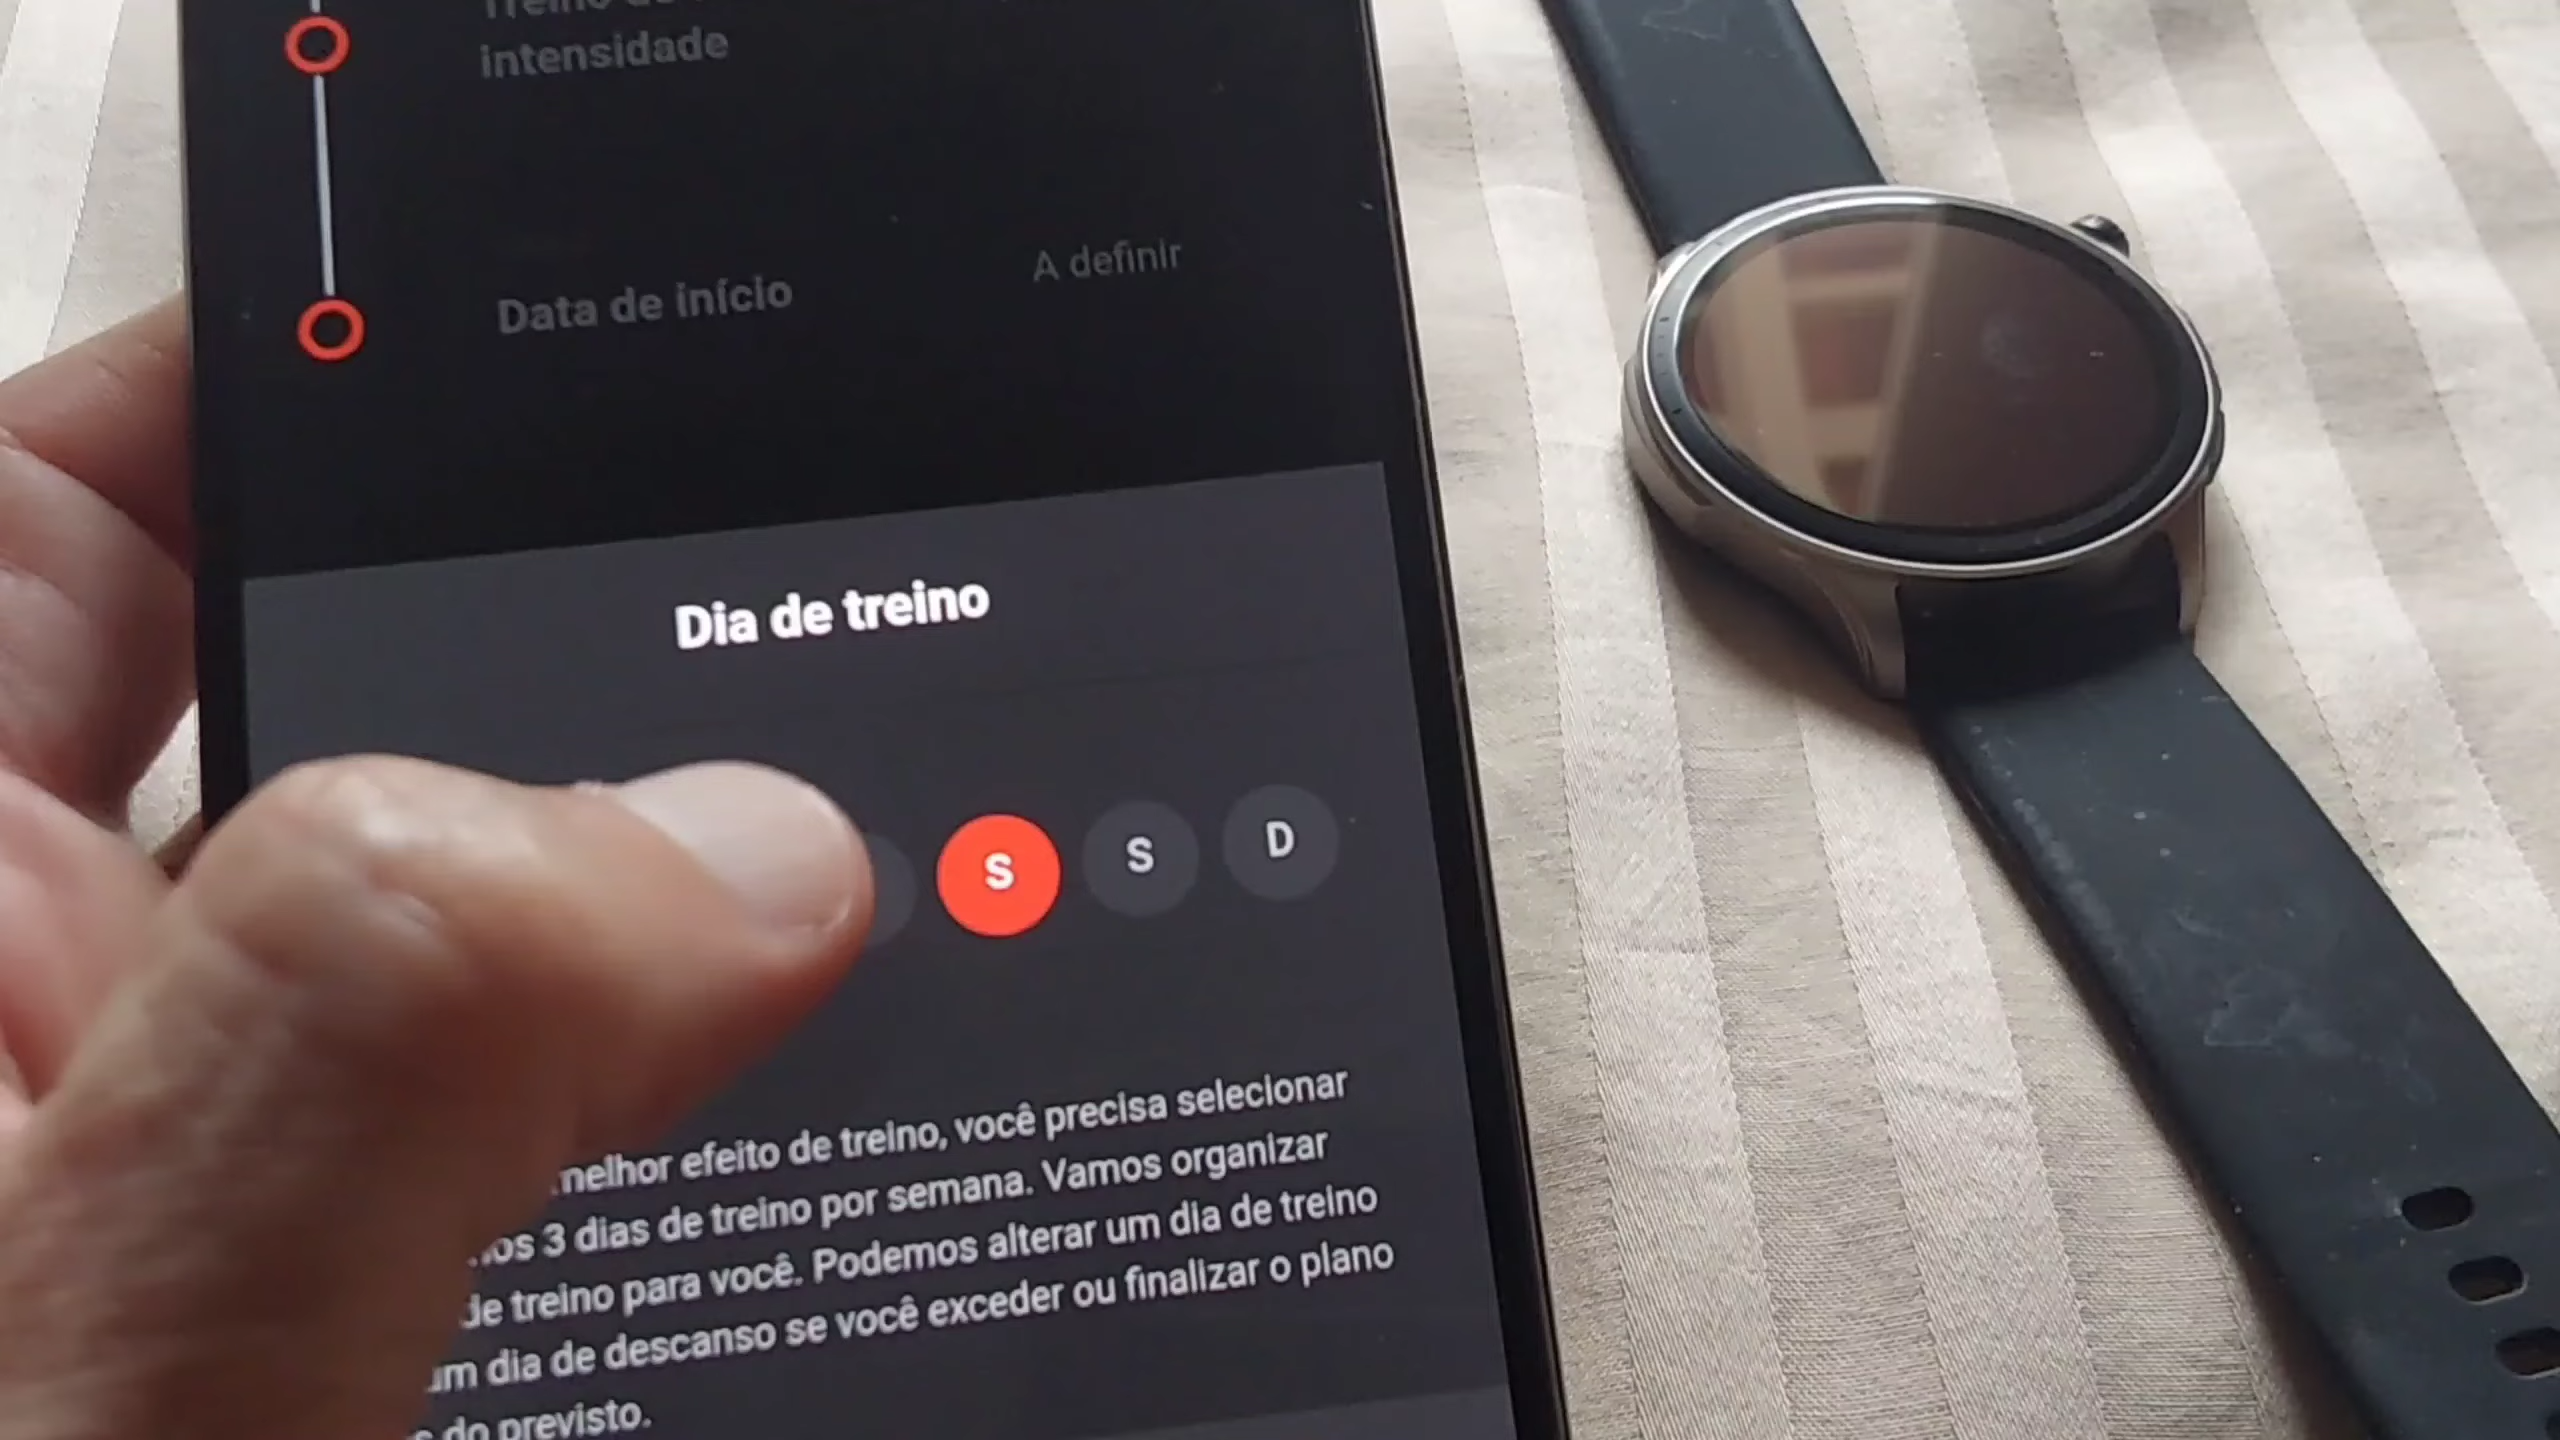 Treino de
intensidade
Data de início
A definir
Dia de treino
S S D
melhor efeito de treino, você precisa selecionar
3 dias de treino por semana. Vamos organizar
de treino para você. Podemos alterar um dia de treino
dia de descanso se você exceder ou finalizar o plano
do previsto.